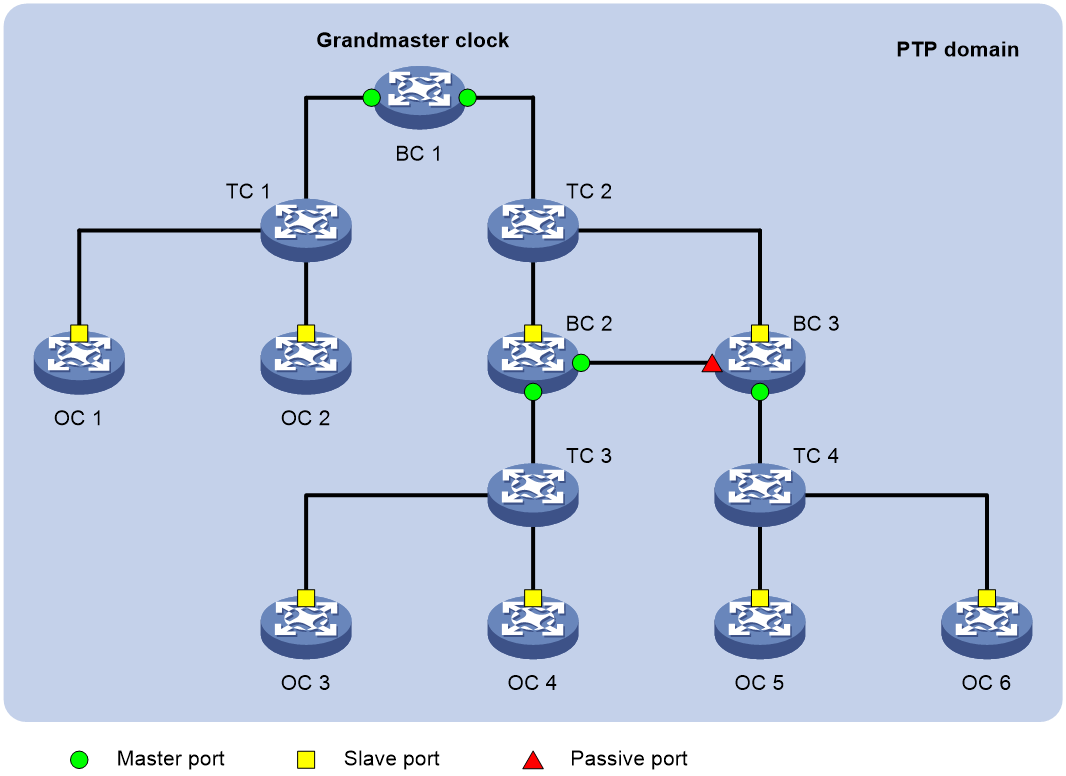 Grandmaster clock
PTP domain
BC 1
TC 1
TC 2
BC 2
BC 3
OC 1
OC 2
TC 3
TC 4
OC 3
OC 4
OC 5
OC 6
Master port
Slave port
Passive port